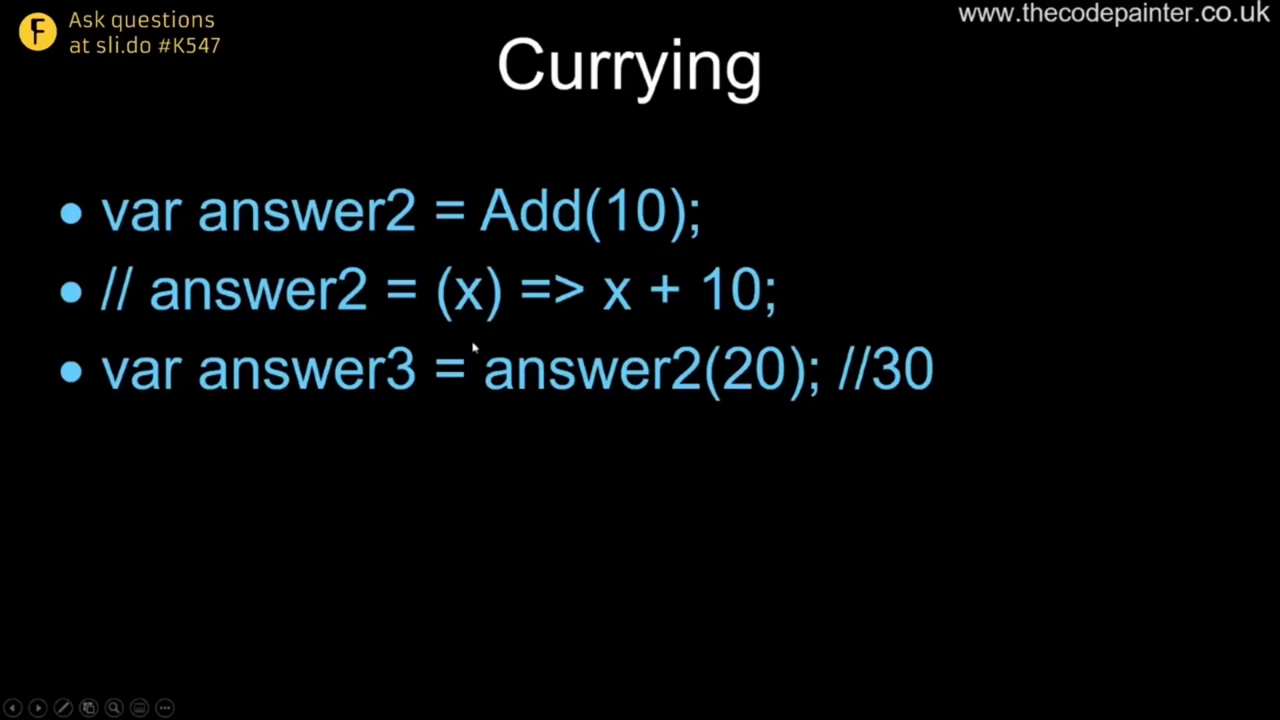 Ask questions
at sli.do #K547
www.thecodepainter.co.uk
Currying
• var answer2 = Add(10);
• // answer2 = (x) => x + 10;
• var answer3 = answer2(20); //30